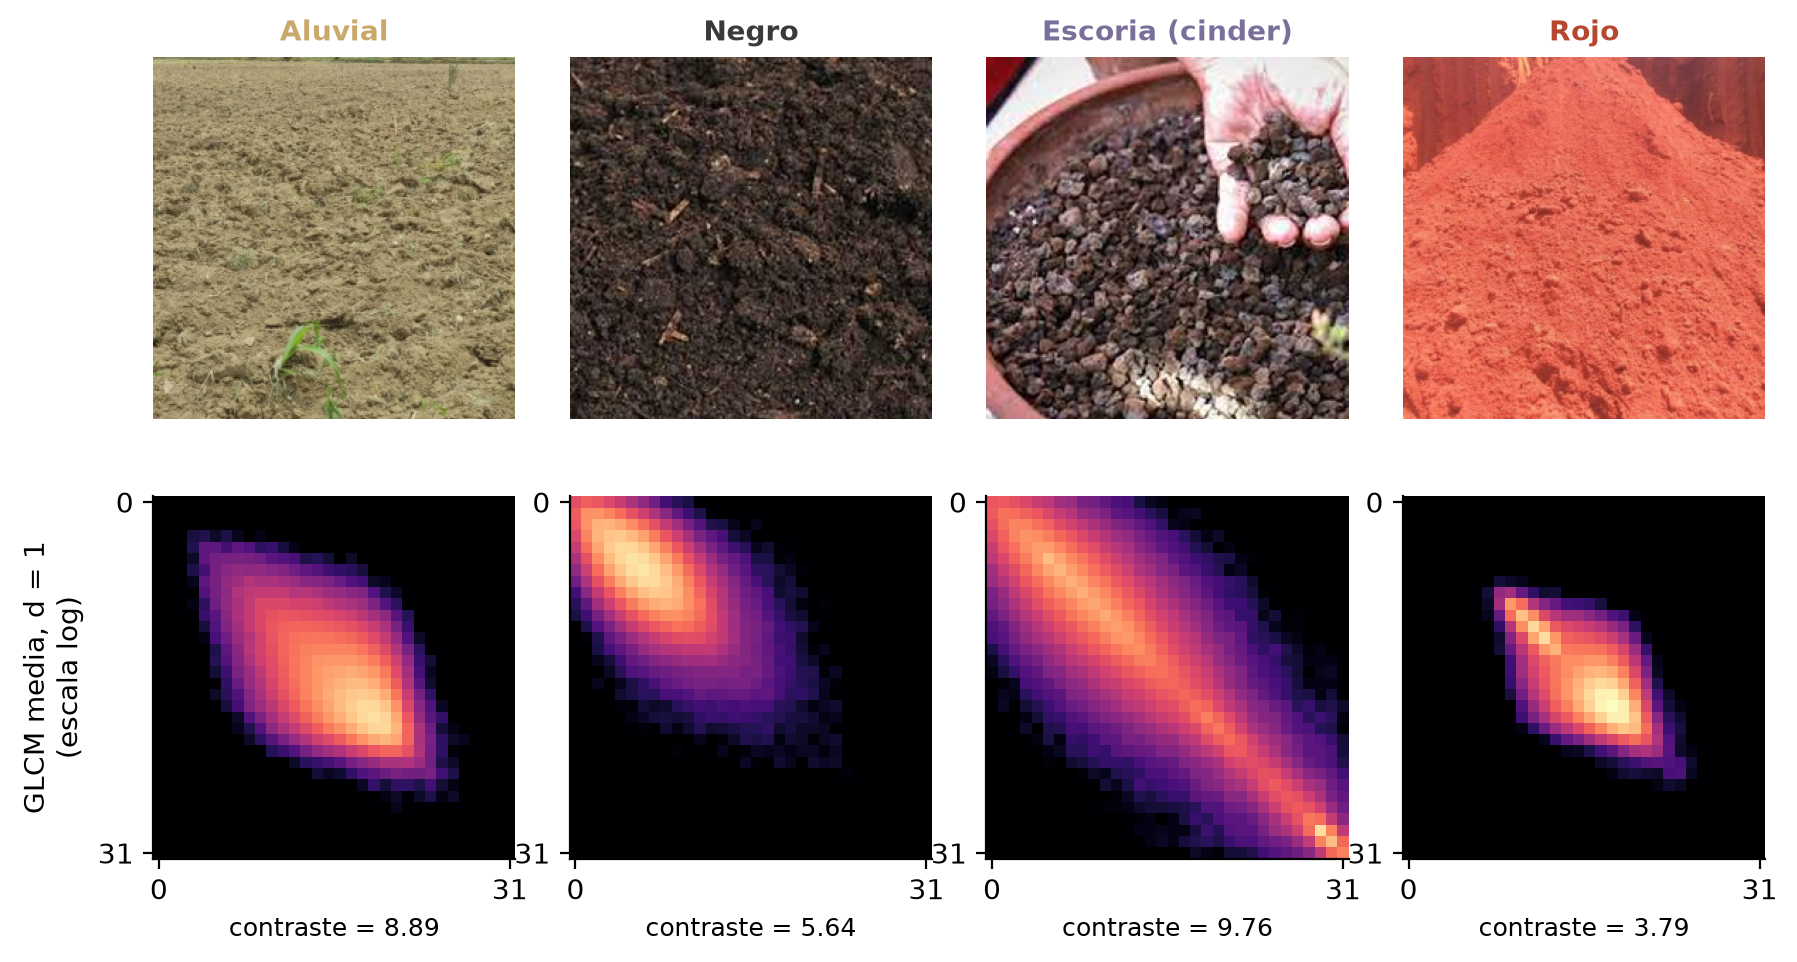 Aluvial
Negro
Escoria (cinder)
Rojo
GLCM media, d = 1
(escala log)
0
31
0
31
contraste = 8.89
0
31
0
31
contraste = 5.64
0
31
0
31
contraste = 9.76
0
31
0
31
contraste = 3.79